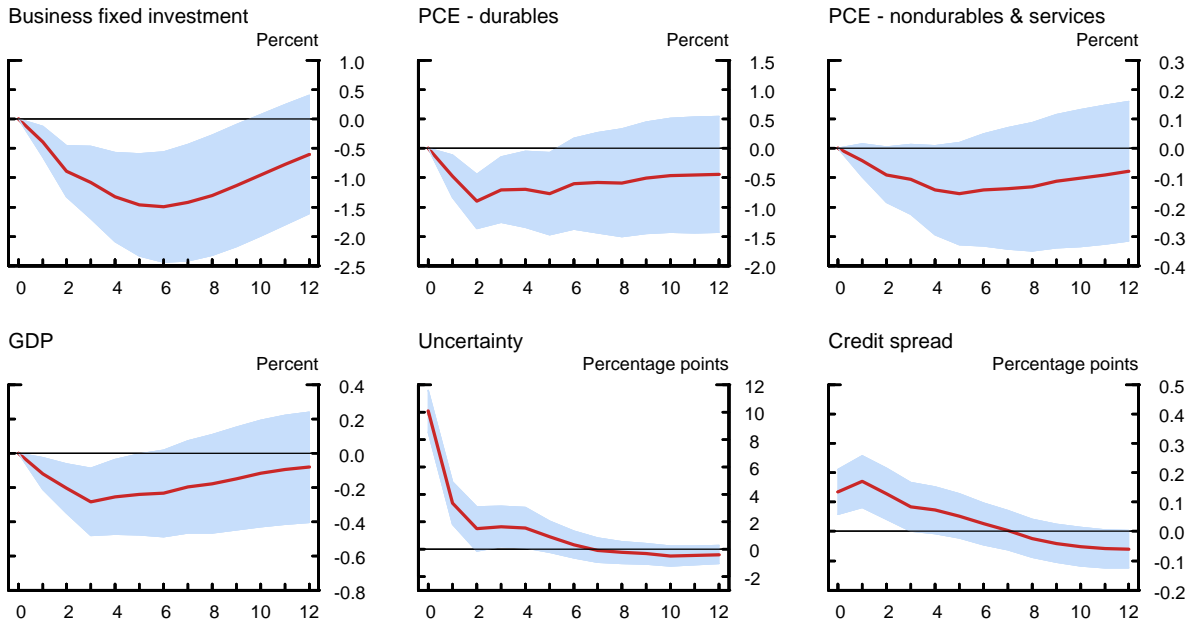 Business fixed investment
Percent
1.0
0.5
0.0
-0.5
-1.0
-1.5
-2.0
-2.5
0 2 4 6 8 10 12
PCE - durables
Percent
1.5
1.0
0.5
0.0
-0.5
-1.0
-1.5
-2.0
0 2 4 6 8 10 12
PCE - nondurables & services
Percent
0.3
0.2
0.1
0.0
-0.1
-0.2
-0.3
-0.4
0 2 4 6 8 10 12
GDP
Percent
0.4
0.2
0.0
-0.2
-0.4
-0.6
-0.8
0 2 4 6 8 10 12
Uncertainty
Percentage points
12
10
8
6
4
2
0
-2
0 2 4 6 8 10 12
Credit spread
Percentage points
0.5
0.4
0.3
0.2
0.1
0.0
-0.1
-0.2
0 2 4 6 8 10 12